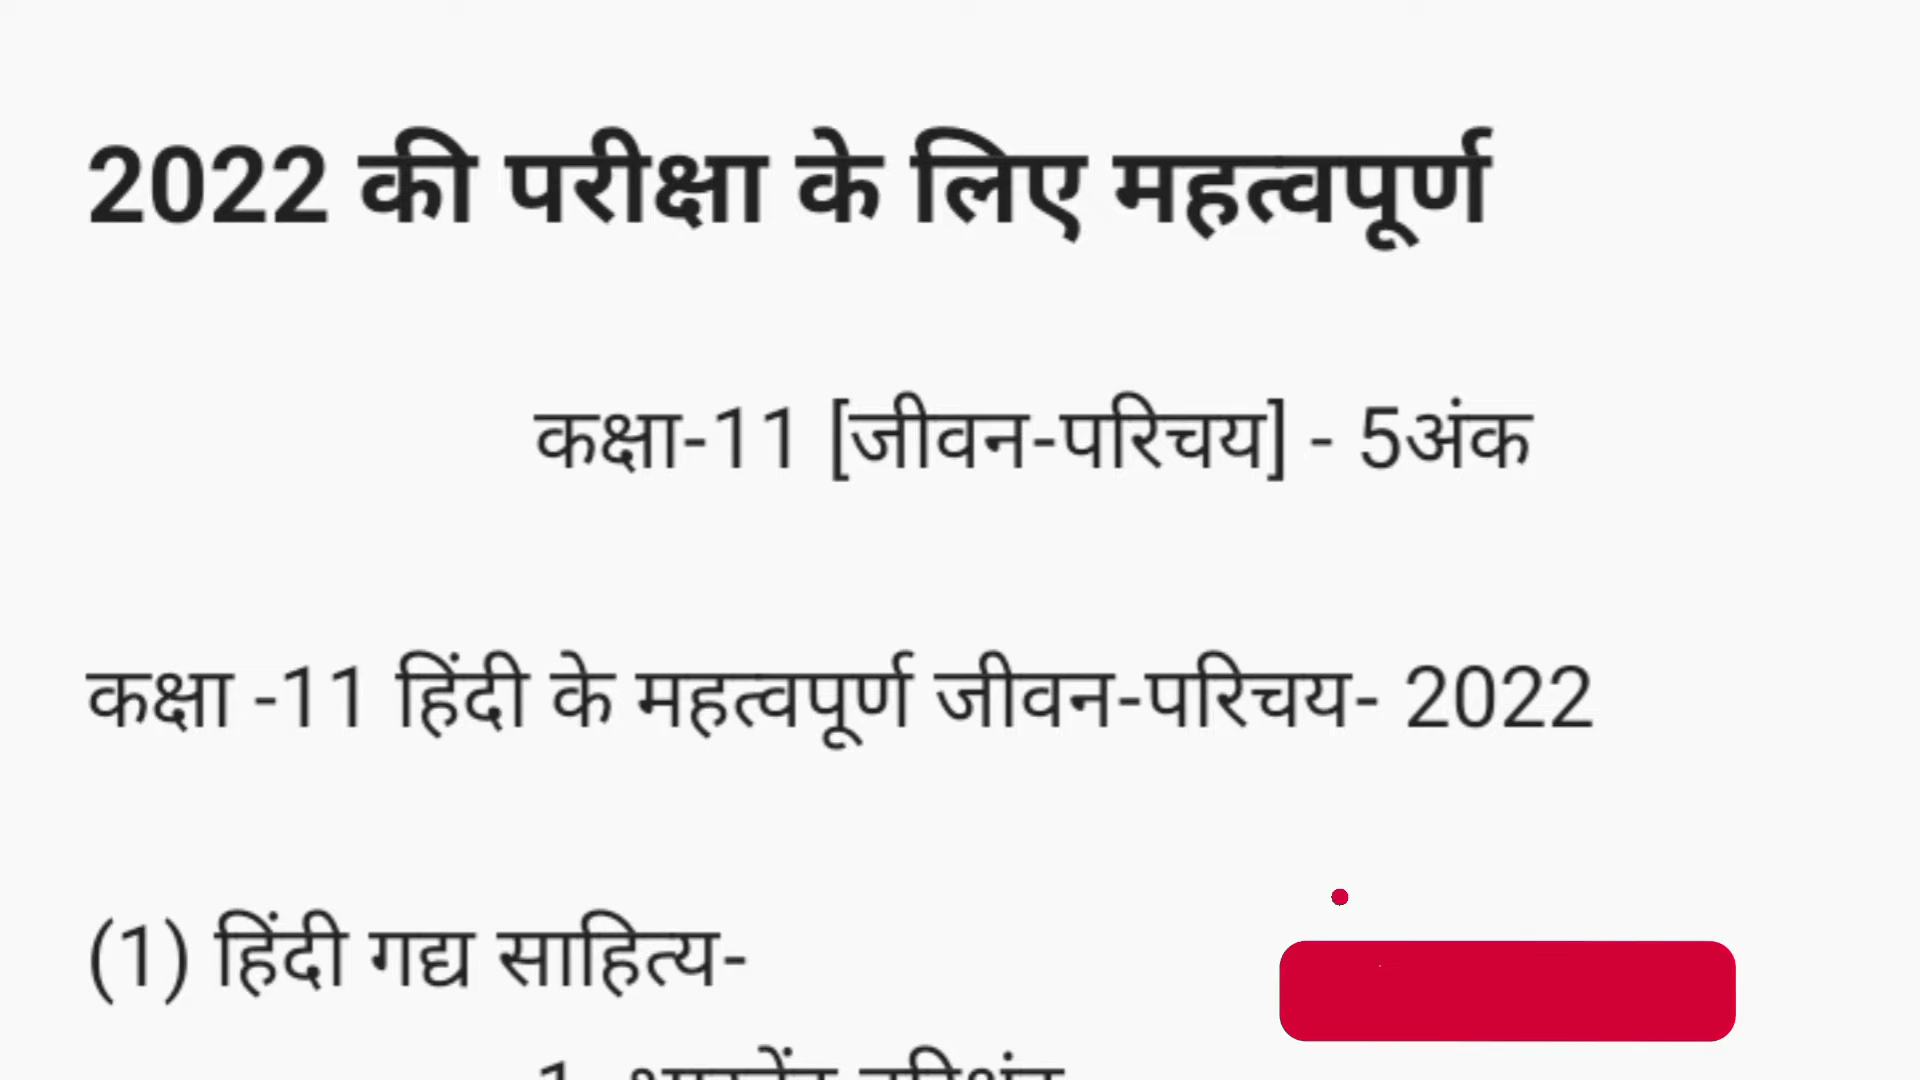 2022 की परीक्षा के लिए महत्वपूर्ण
कक्षा-11 [जीवन-परिचय] - 5अंक
कक्षा -11 हिंदी के महत्वपूर्ण जीवन-परिचय- 2022
(1) हिंदी गद्य साहित्य-
1.